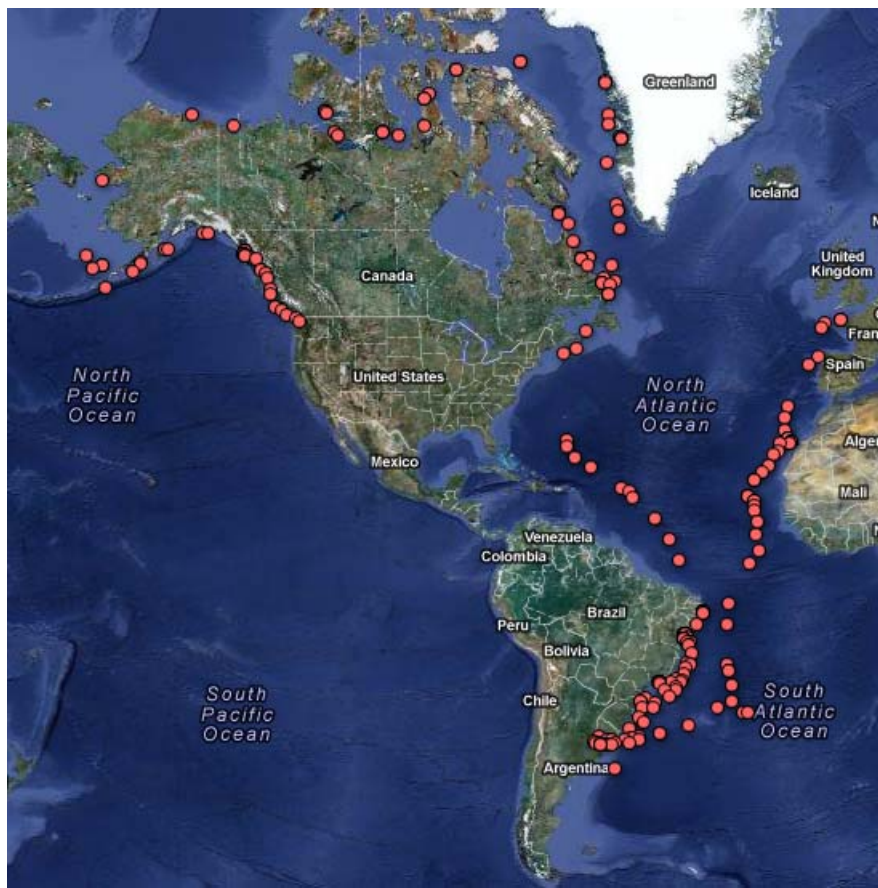 Greenland
Iceland
N
Canada
United
Kingdom
Fran
Spain
North
Pacific
Ocean
United States
North
Atlantic
Ocean
Alger
Mexico
Mali
Venezuela
Colombia
Brazil
Peru
Bolivia
South
Pacific
Ocean
Chile
South
Atlantic
Ocean
Argentina